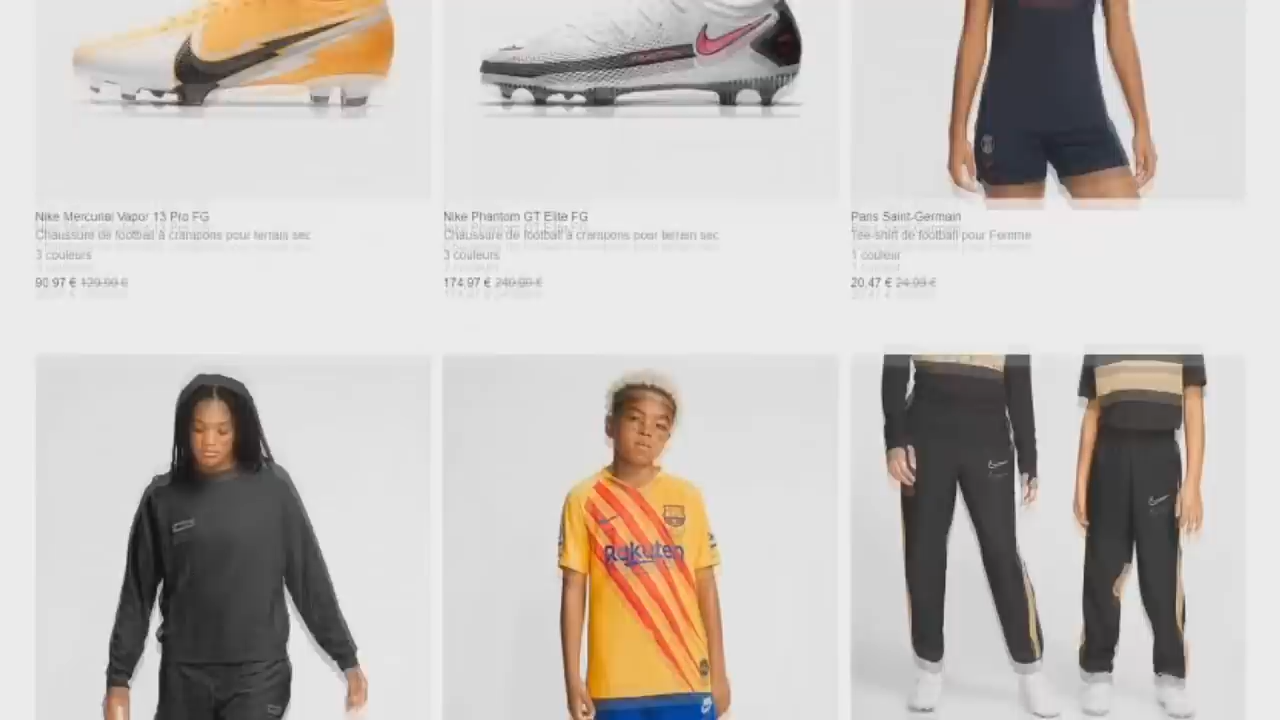 Nike Mercurial Vapor 13 Pro FG
Chaussure de football à crampons pour terrain sec
3 couleurs
90,97 € 129,99 €
Nike Phantom GT Elite FG
Chaussure de football à crampons pour terrain sec
3 couleurs
174,97 € 249,99 €
Paris Saint-Germain
Tee-shirt de football pour Femme
1 couleur
20,47 € 24,99 €
Rakuten